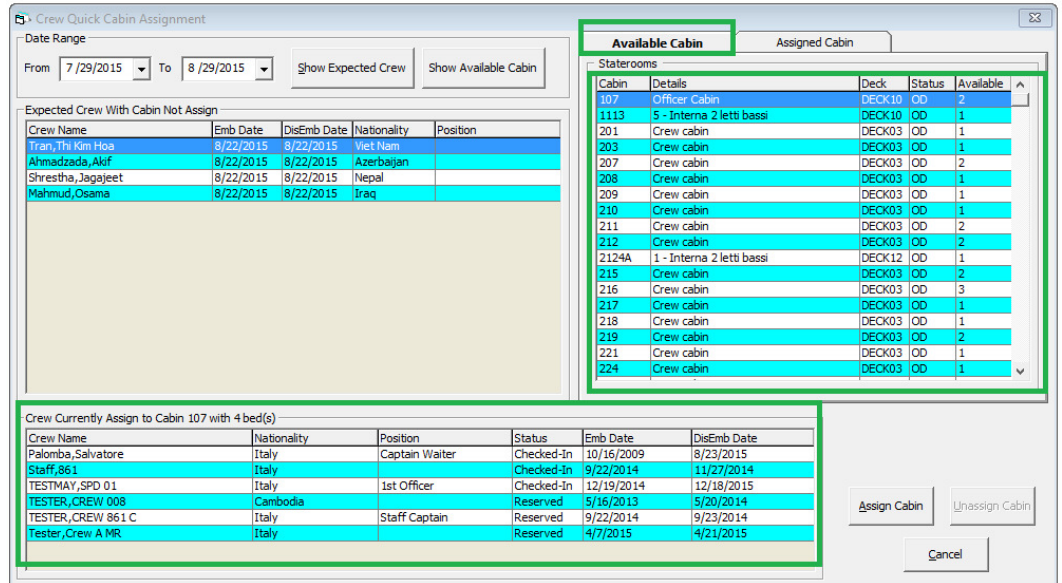 Crew Quick Cabin Assignment
Date Range
From 7 /29/2015 To 8 /29/2015 Show Expected Crew Show Available Cabin
Expected Crew With Cabin Not Assign
Crew Name Emb Date DisEmb Date Nationality Position
Tran,Thi Kim Hoa 8/22/2015 8/22/2015 Viet Nam
Ahmadzada,Akif 8/22/2015 8/22/2015 Azerbaijan
Shrestha,Jagajeet 8/22/2015 8/22/2015 Nepal
Mahmud,Osama 8/22/2015 8/22/2015 Iraq
Available Cabin Assigned Cabin
Staterooms
Cabin Details Deck Status Available
107 Officer Cabin DECK10 OD 2
1113 5 - Interna 2 letti bassi DECK10 OD 1
201 Crew cabin DECK03 OD 1
203 Crew cabin DECK03 OD 1
207 Crew cabin DECK03 OD 2
208 Crew cabin DECK03 OD 1
209 Crew cabin DECK03 OD 1
210 Crew cabin DECK03 OD 1
211 Crew cabin DECK03 OD 2
212 Crew cabin DECK03 OD 2
2124A 1 - Interna 2 letti bassi DECK12 OD 1
215 Crew cabin DECK03 OD 2
216 Crew cabin DECK03 OD 3
217 Crew cabin DECK03 OD 1
218 Crew cabin DECK03 OD 1
219 Crew cabin DECK03 OD 2
221 Crew cabin DECK03 OD 1
224 Crew cabin DECK03 OD 1
Crew Currently Assign to Cabin 107 with 4 bed(s)
Crew Name Nationality Position Status Emb Date DisEmb Date
Palomba,Salvatore Italy Captain Waiter Checked-In 10/16/2009 8/23/2015
Staff,861 Italy Checked-In 9/22/2014 11/27/2014
TESTMAY,SPD 01 Italy 1st Officer Checked-In 12/19/2014 12/18/2015
TESTER,CREW 008 Cambodia Reserved 5/16/2013 5/20/2014
TESTER,CREW 861 C Italy Staff Captain Reserved 9/22/2014 9/23/2014
Tester,Crew A MR Italy Reserved 4/7/2015 4/21/2015
Assign Cabin Unassign Cabin
Cancel